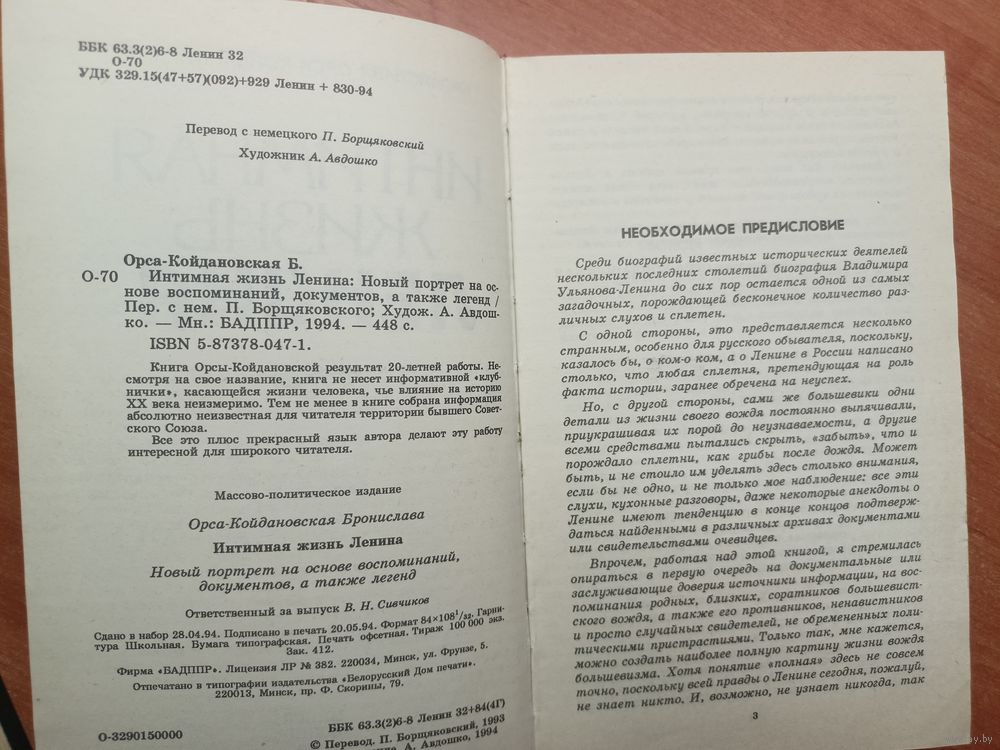 ББК 63.3(2)6-8 Ленин 32
О-70
УДК 329.15(47+57)(092)+929 Ленин + 830-94
Перевод с немецкого П. Борщяковский
Художник А. Авдошко
Орса-Койдановская Б.
О-70 Интимная жизнь Ленина: Новый портрет на ос-
нове воспоминаний, документов, а также легенд /
Пер. с нем. П. Борщяковского; Худож. А. Авдош-
ко. — Мн.: БАДППР, 1994. — 448 с.
ISBN 5-87378-047-1.
Книга Орсы-Койдановской результат 20-летней работы. Не-
смотря на свое название, книга не несет информативной «клуб-
нички», касающейся жизни человека, чье влияние на историю
XX века неизмеримо. Тем не менее в книге собрана информация
абсолютно неизвестная для читателя территории бывшего Совет-
ского Союза.
Все это плюс прекрасный язык автора делают эту работу
интересной для широкого читателя.
Массово-политическое издание
Орса-Койдановская Бронислава
Интимная жизнь Ленина
Новый портрет на основе воспоминаний,
документов, а также легенд
Ответственный за выпуск В. Н. Сивчиков
Сдано в набор 28.04.94. Подписано в печать 20.05.94. Формат 84×108¹/₃₂. Гарни-
тура Школьная. Бумага типографская. Печать офсетная. Тираж 100 000 экз.
Зак. 412.
Фирма «БАДППР». Лицензия ЛР № 382. 220034, Минск, ул. Фрунзе, 5.
Отпечатано в типографии издательства «Белорусский Дом печати».
220013, Минск, пр. Ф. Скорины, 79.
ББК 63.3(2)6-8 Ленин 32+84(4Г)
О-3290150000
© Перевод. П. Борщяковский, 1993
А. Авдошко, 1994
НЕОБХОДИМОЕ ПРЕДИСЛОВИЕ
Среди биографий известных исторических деятелей
нескольких последних столетий биография Владимира
Ульянова-Ленина до сих пор остается одной из самых
загадочных, порождающей бесконечное количество раз-
личных слухов и сплетен.
С одной стороны, это представляется несколько
странным, особенно для русского обывателя, поскольку,
казалось бы, о ком-о ком, а о Ленине в России написано
столько, что любая сплетня, претендующая на роль
факта истории, заранее обречена на неуспех.
Но, с другой стороны, сами же большевики одни
детали из жизни своего вождя постоянно выпячивали,
приукрашивая их порой до неузнаваемости, а другие
всеми средствами пытались скрыть, «забыть», что и
порождало сплетни, как грибы после дождя. Может
быть, и не стоило им уделять здесь столько внимания,
если бы не одно, и не только мое наблюдение: все эти
слухи, кухонные разговоры, даже некоторые анекдоты о
Ленине имеют тенденцию в конце концов подтверж-
даться найденными в различных архивах документами
или свидетельствами очевидцев.
Впрочем, работая над этой книгой, я стремилась
опираться в первую очередь на документальные или
заслуживающие доверия источники информации, на вос-
поминания родных, близких, соратников большевист-
ского вождя, а также его противников, ненавистников
и просто случайных свидетелей, не обремененных поли-
тическими пристрастиями. Только так, мне кажется,
можно создать наиболее полную картину жизни вождя
большевизма. Хотя понятие «полная» здесь не совсем
точно, поскольку всей правды о Ленине сегодня, пожалуй,
не знает никто. И, возможно, не узнает никогда, так
3